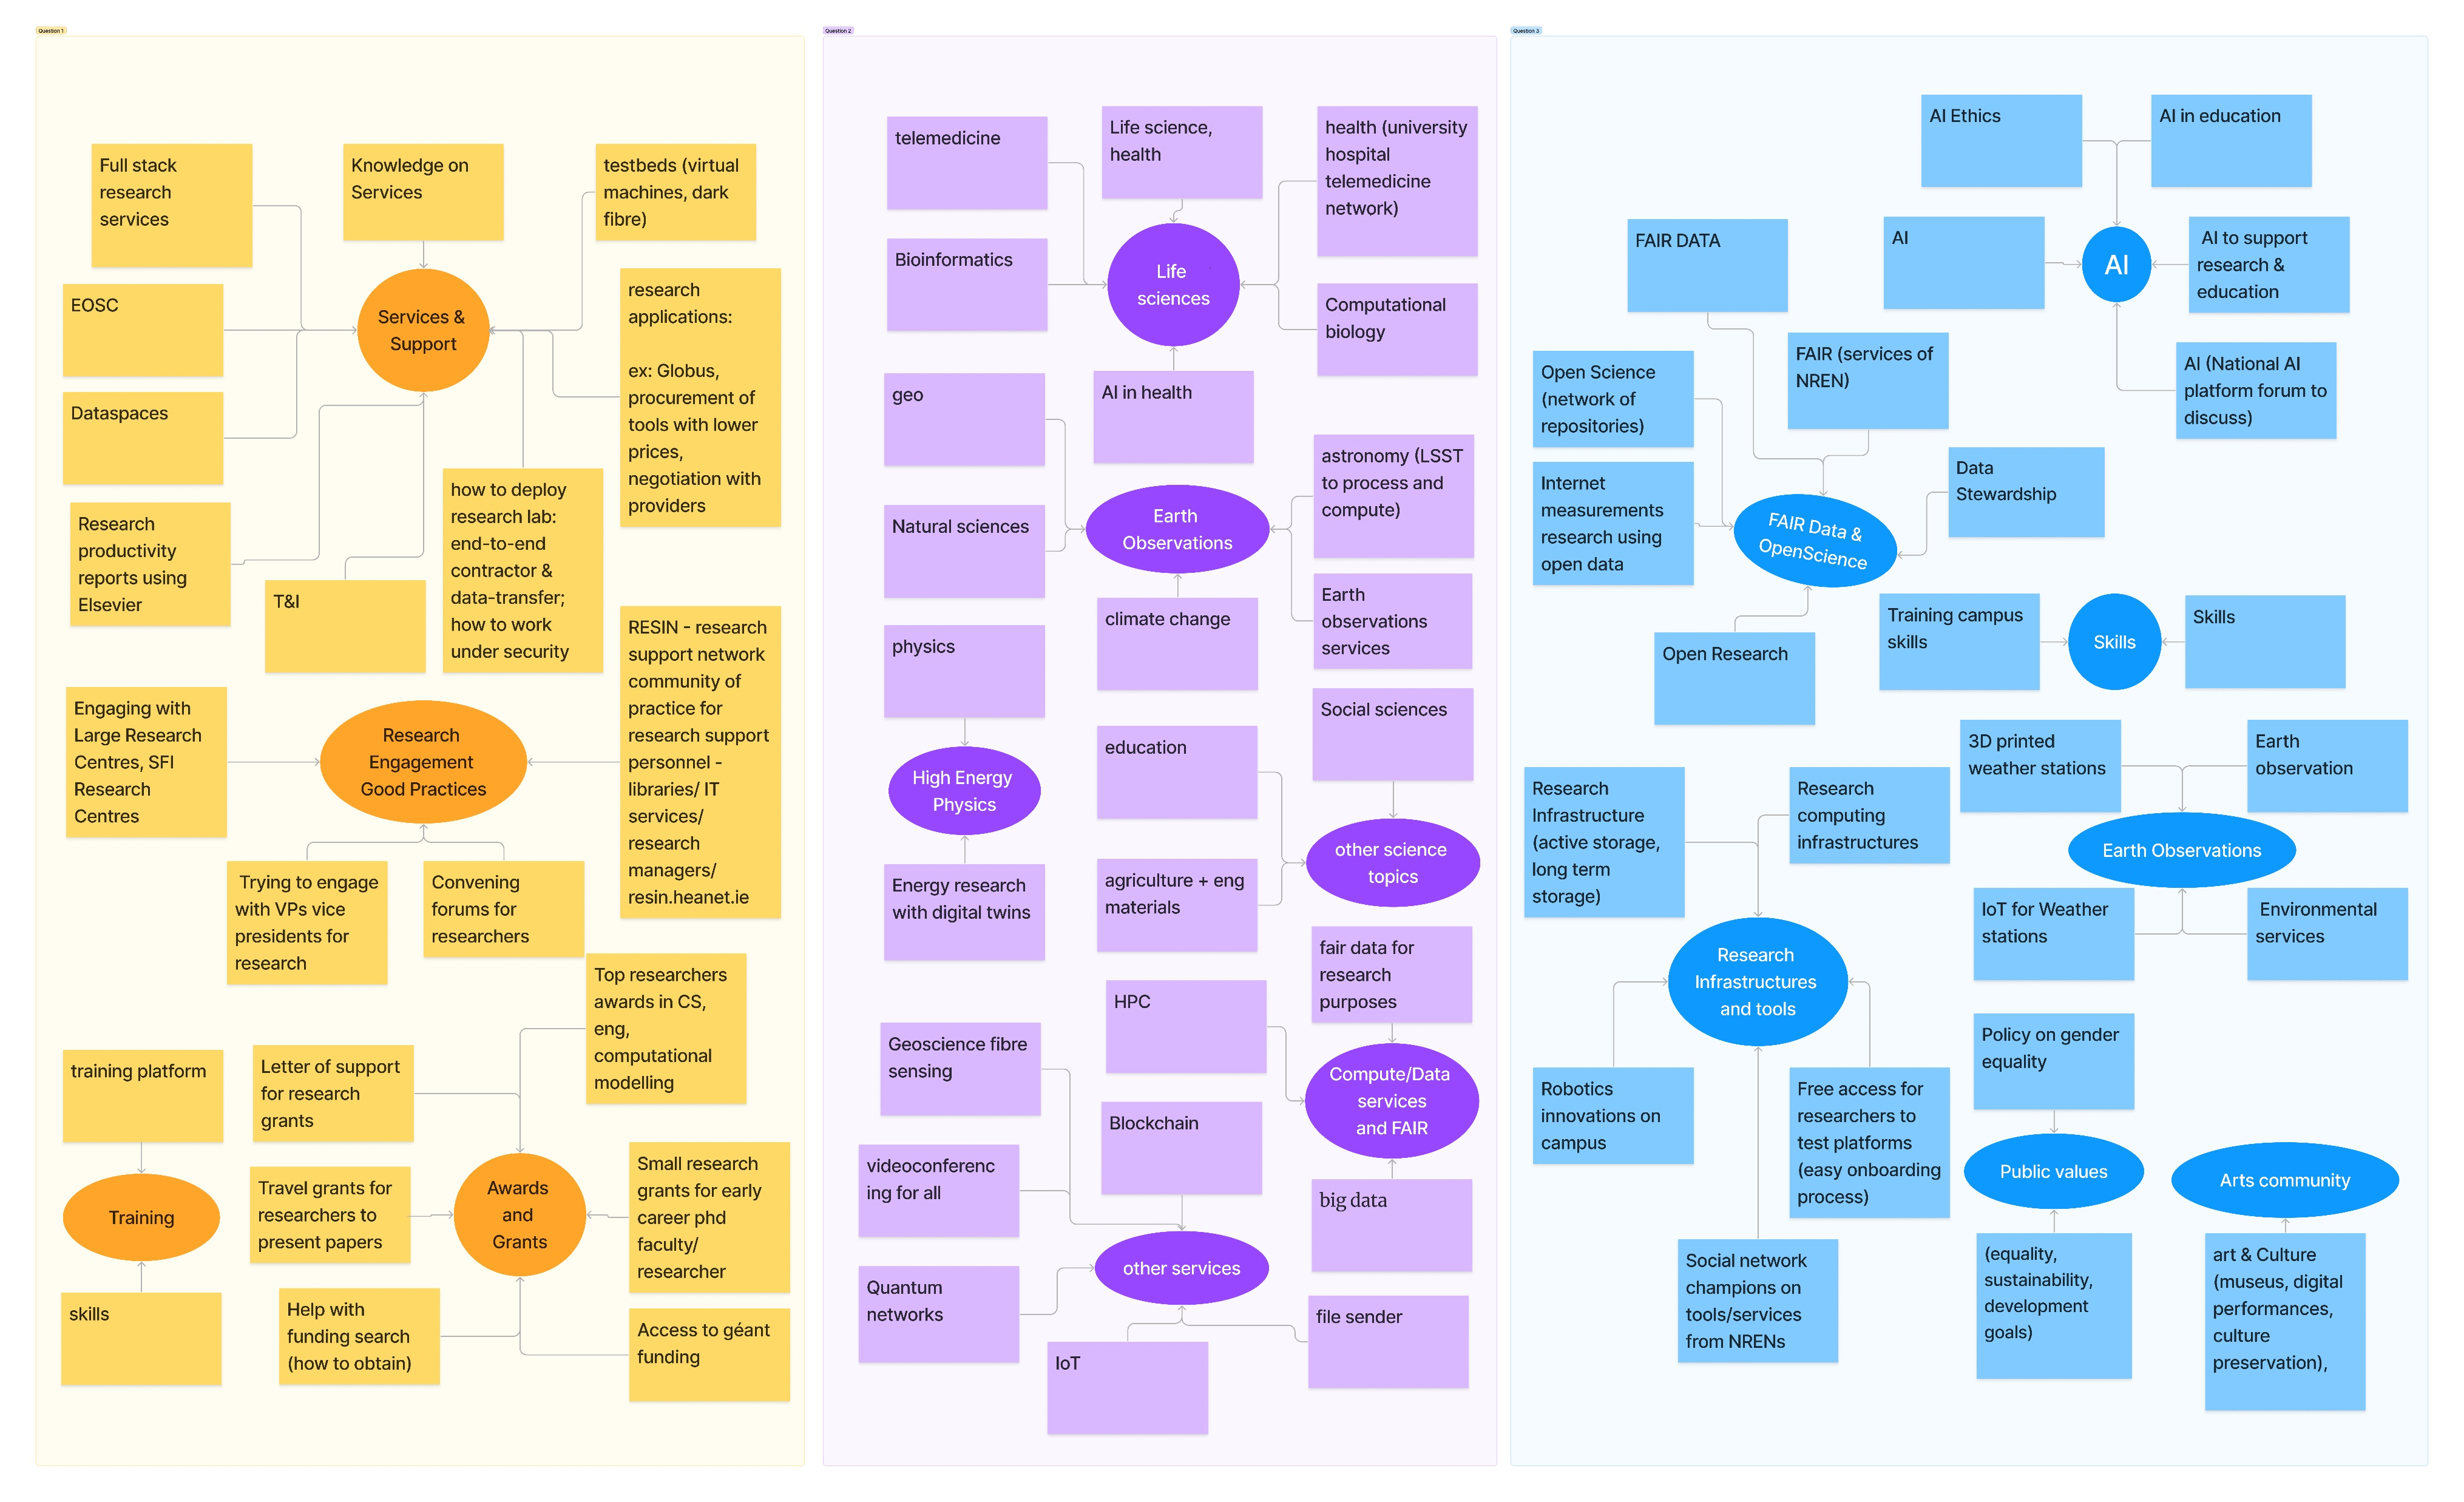 Question 1
Full stack
research
services
Knowledge on
Services
testbeds (virtual
machines, dark
fibre)
EOSC
Services &
Support
research
applications:
ex: Globus,
procurement of
tools with lower
prices,
negotiation with
providers
Dataspaces
Research
productivity
reports using
Elsevier
T&I
how to deploy
research lab:
end-to-end
contractor &
data-transfer;
how to work
under security
Engaging with
Large Research
Centres, SFI
Research
Centres
Research
Engagement
Good Practices
RESIN - research
support network
community of
practice for
research support
personnel -
libraries/ IT
services/
research
managers/
resin.heanet.ie
Trying to engage
with VPs vice
presidents for
research
Convening
forums for
researchers
Top researchers
awards in CS,
eng,
computational
modelling
training platform
Letter of support
for research
grants
Training
Travel grants for
researchers to
present papers
Awards
and
Grants
Small research
grants for early
career phd
faculty/
researcher
skills
Help with
funding search
(how to obtain)
Access to géant
funding
Question 2
telemedicine
Life science,
health
health (university
hospital
telemedicine
network)
Bioinformatics
Life
sciences
Computational
biology
AI in health
geo
astronomy (LSST
to process and
compute)
Natural sciences
Earth
Observations
climate change
Earth
observations
services
physics
High Energy
Physics
Energy research
with digital twins
education
Social sciences
agriculture + eng
materials
other science
topics
HPC
fair data for
research
purposes
Compute/Data
services
and FAIR
big data
Geoscience fibre
sensing
Blockchain
videoconferenc
ing for all
other services
Quantum
networks
IoT
file sender
Question 3
AI Ethics
AI in education
AI
AI
AI to support
research &
education
AI (National AI
platform forum to
discuss)
FAIR DATA
FAIR (services of
NREN)
Open Science
(network of
repositories)
Internet
measurements
research using
open data
FAIR Data &
OpenScience
Data
Stewardship
Open Research
Training campus
skills
Skills
Skills
3D printed
weather stations
Earth
observation
Earth Observations
IoT for Weather
stations
Environmental
services
Research
Infrastructure
(active storage,
long term
storage)
Research
computing
infrastructures
Research
Infrastructures
and tools
Robotics
innovations on
campus
Free access for
researchers to
test platforms
(easy onboarding
process)
Social network
champions on
tools/services
from NRENs
Policy on gender
equality
Public values
(equality,
sustainability,
development
goals)
Arts community
art & Culture
(museus, digital
performances,
culture
preservation),